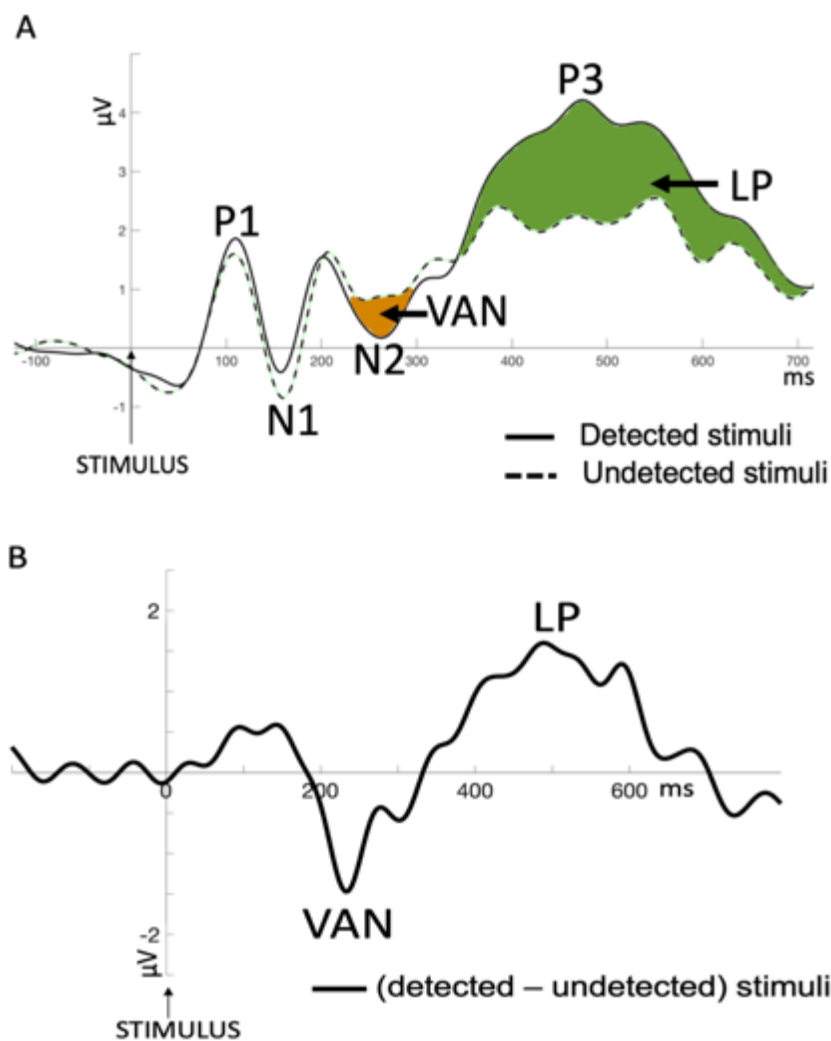 A
µV
P3
4
3
LP
2
P1
1
VAN
-100
100
200
N2
300
400
500
600
700
ms
-1
N1
Detected stimuli
STIMULUS
Undetected stimuli
B
2
LP
0
200
400
600
ms
VAN
-2
µV
(detected – undetected) stimuli
STIMULUS